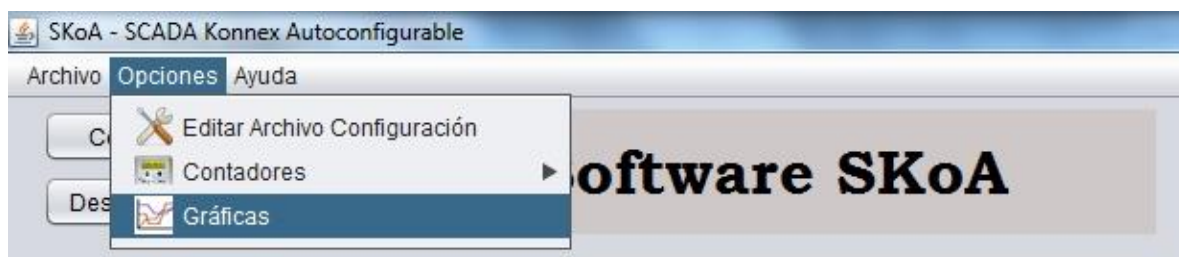 SKoA - SCADA Konnex Autoconfigurable
Archivo Opciones Ayuda
Editar Archivo Configuración
Contadores
Gráficas
oftware SKoA